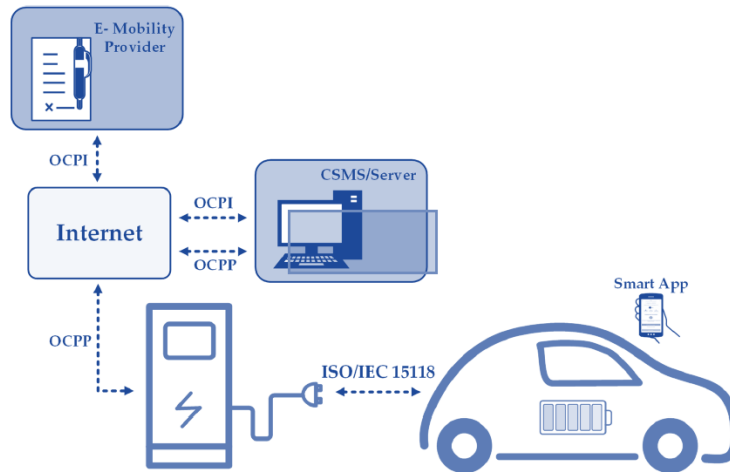 E- Mobility
Provider
OCPI
CSMS/Server
OCPI
Internet
OCPP
Smart App
OCPP
ISO/IEC 15118